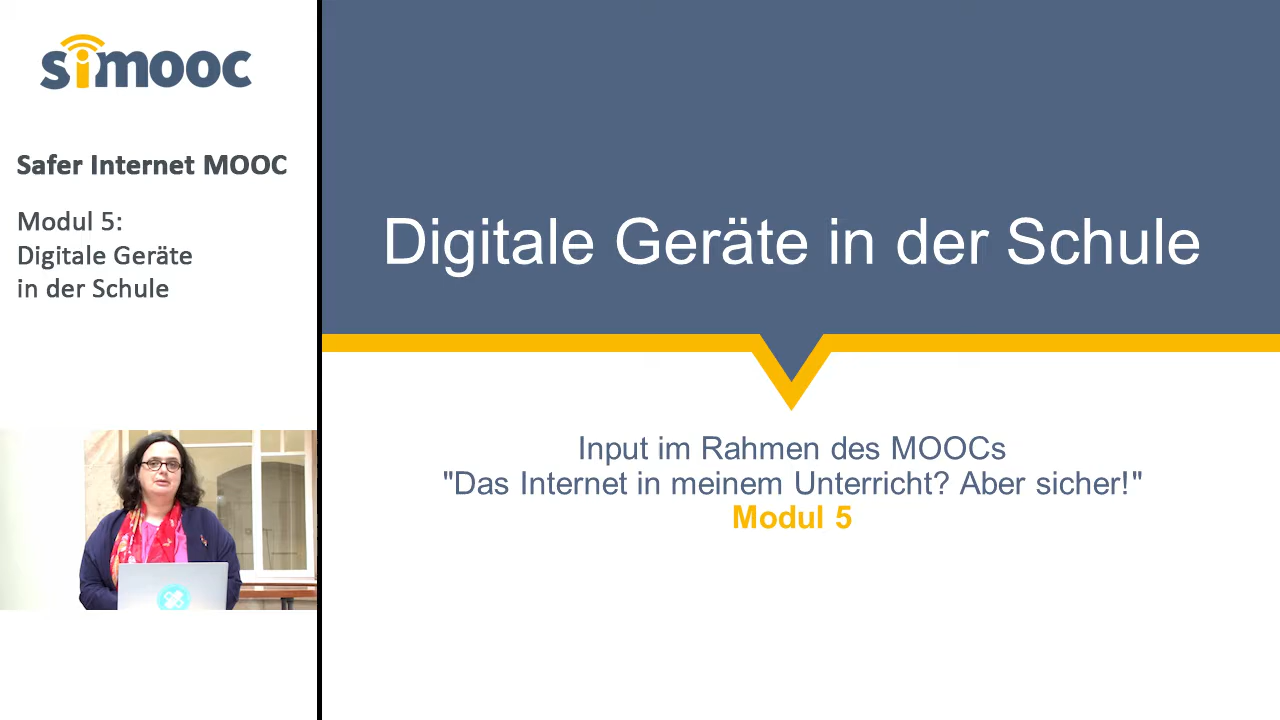 simooc
Safer Internet MOOC
Modul 5:
Digitale Geräte
in der Schule
Digitale Geräte in der Schule
Input im Rahmen des MOOCs
"Das Internet in meinem Unterricht? Aber sicher!"
Modul 5